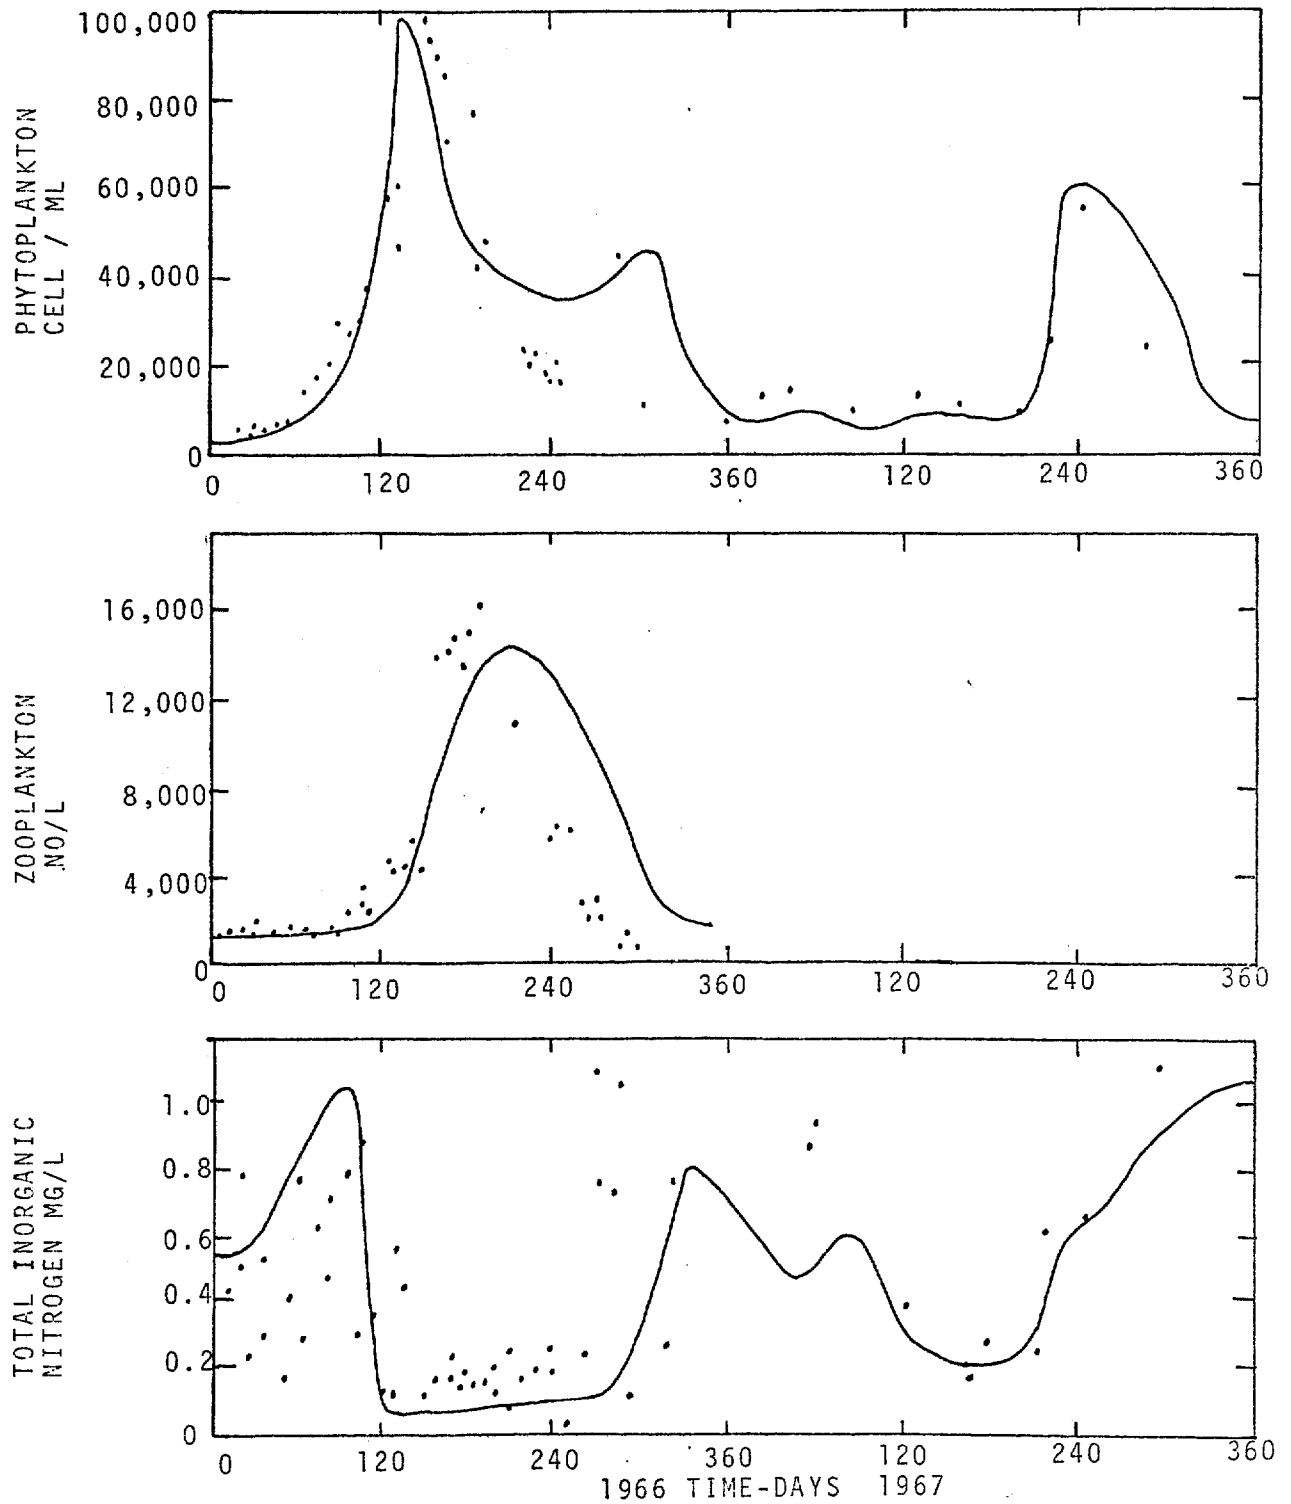 PHYTOPLANKTON
CELL / ML
100,000
80,000
60,000
40,000
20,000
0
0 120 240 360 120 240 360
ZOOPLANKTON
NO/L
16,000
12,000
8,000
4,000
0
0 120 240 360 120 240 360
TOTAL INORGANIC
NITROGEN MG/L
1.0
0.8
0.6
0.4
0.2
0
0 120 240 360 120 240 360
1966 TIME-DAYS 1967